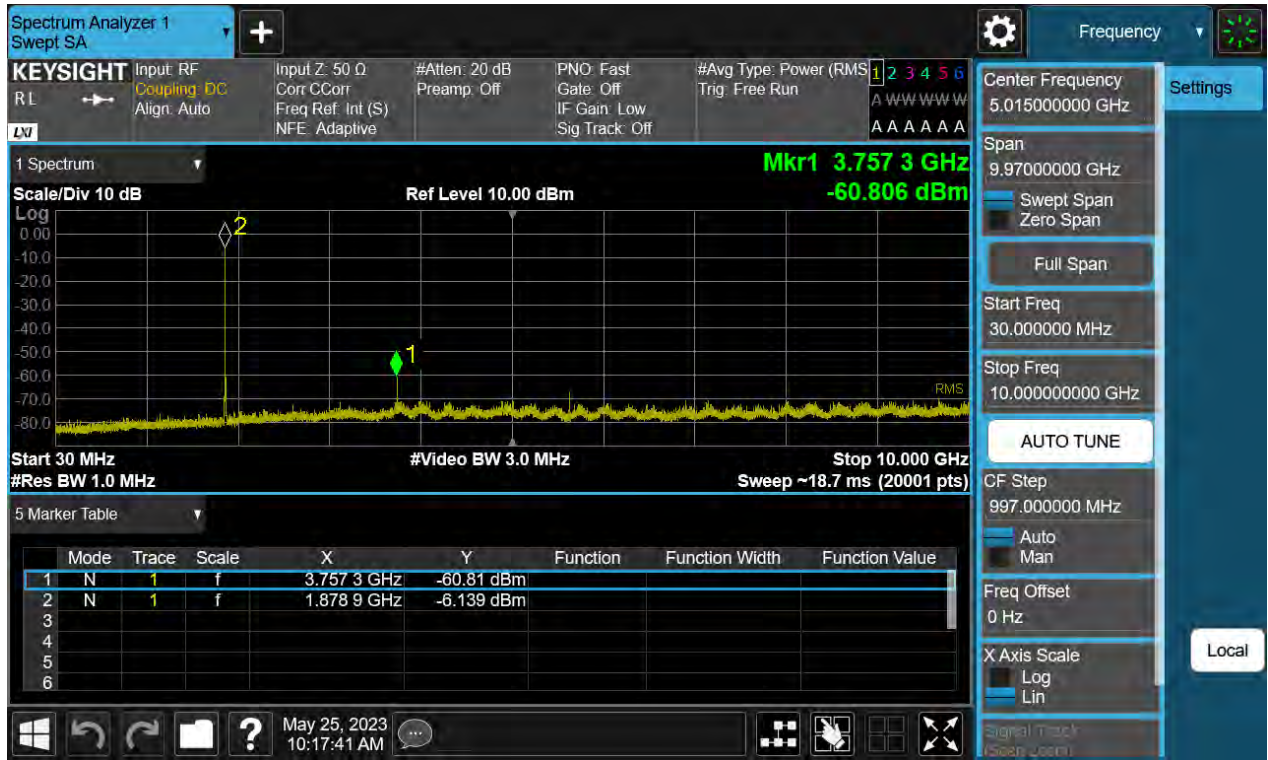 Spectrum Analyzer 1
Swept SA
+
Frequency
KEYSIGHT
RL
LXI
Input: RF
Coupling: DC
Align: Auto
Input Z: 50 Ω
Corr CCorr
Freq Ref: Int (S)
NFE: Adaptive
#Atten: 20 dB
Preamp: Off
PNO: Fast
Gate: Off
IF Gain: Low
Sig Track: Off
#Avg Type: Power (RMS
Trig: Free Run
1 2 3 4 5 6
A W W W W W
A A A A A A
1 Spectrum
Scale/Div 10 dB
Ref Level 10.00 dBm
Mkr1 3.757 3 GHz
-60.806 dBm
Log
0.00
-10.0
-20.0
-30.0
-40.0
-50.0
-60.0
-70.0
-80.0
2
1
RMS
Start 30 MHz
#Video BW 3.0 MHz
Stop 10.000 GHz
#Res BW 1.0 MHz
Sweep ~18.7 ms (20001 pts)
5 Marker Table
Mode Trace Scale X Y Function Function Width Function Value
1 N 1 f 3.757 3 GHz -60.81 dBm
2 N 1 f 1.878 9 GHz -6.139 dBm
3
4
5
6
?
May 25, 2023
10:17:41 AM
Center Frequency
5.015000000 GHz
Settings
Span
9.97000000 GHz
Swept Span
Zero Span
Full Span
Start Freq
30.000000 MHz
Stop Freq
10.000000000 GHz
AUTO TUNE
CF Step
997.000000 MHz
Auto
Man
Freq Offset
0 Hz
X Axis Scale
Log
Lin
Local
Signal Track
(Span Zoom)